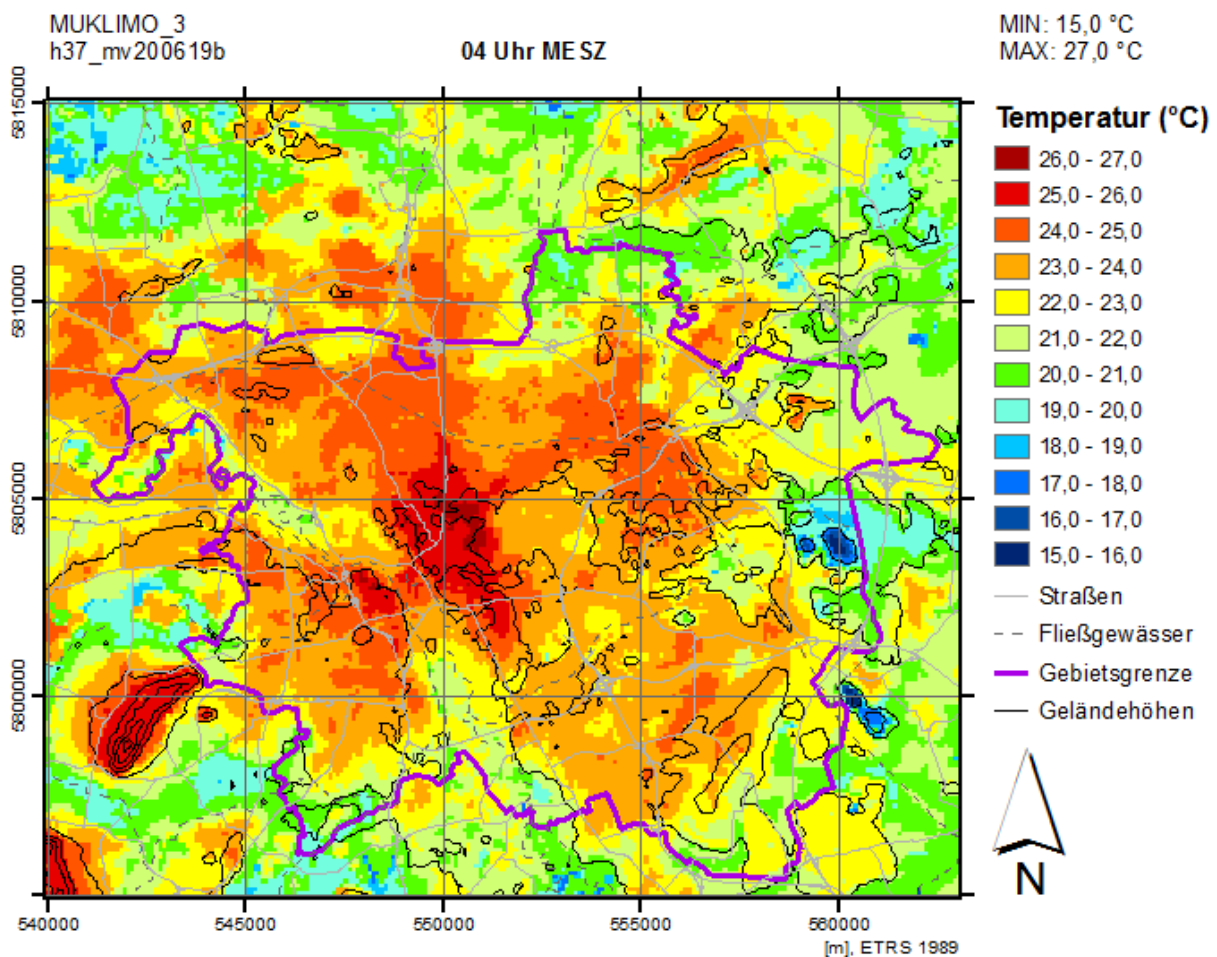 MUKLIMO_3
h37_mv200619b
04 Uhr MESZ
MIN: 15,0 °C
MAX: 27,0 °C
5815000
5810000
5805000
5800000
540000
545000
550000
555000
560000
[m], ETRS 1989
Temperatur (°C)
26,0 - 27,0
25,0 - 26,0
24,0 - 25,0
23,0 - 24,0
22,0 - 23,0
21,0 - 22,0
20,0 - 21,0
19,0 - 20,0
18,0 - 19,0
17,0 - 18,0
16,0 - 17,0
15,0 - 16,0
Straßen
Fließgewässer
Gebietsgrenze
Geländehöhen
N